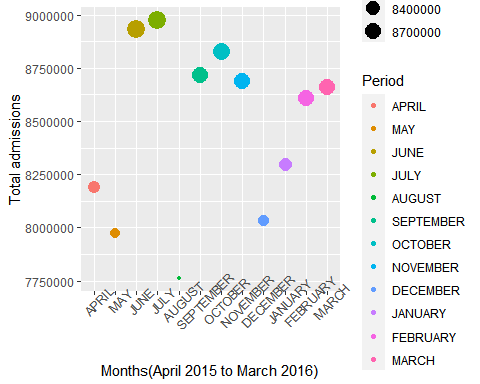 9000000
8750000
8500000
8250000
8000000
7750000
Total admissions
APRIL
MAY
JUNE
JULY
AUGUST
SEPTEMBER
OCTOBER
NOVEMBER
DECEMBER
JANUARY
FEBRUARY
MARCH
Months(April 2015 to March 2016)
8400000
8700000
Period
APRIL
MAY
JUNE
JULY
AUGUST
SEPTEMBER
OCTOBER
NOVEMBER
DECEMBER
JANUARY
FEBRUARY
MARCH